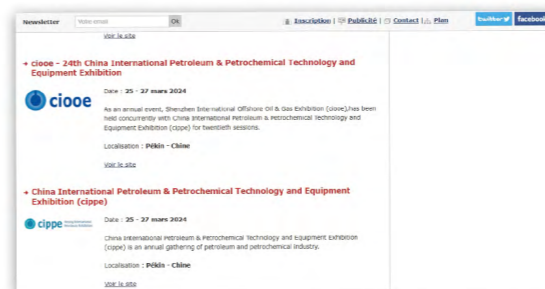 Newsletter Votre email Ok Inscription | Publicité | Contact | Plan twitter facebook
Voir le site
ciooe - 24th China International Petroleum & Petrochemical Technology and
Equipment Exhibition
ciooe
Date : 25 - 27 mars 2024
As an annual event, Shenzhen International Offshore Oil & Gas Exhibition (ciooe),has been
held concurrently with China International Petroleum & Petrochemical Technology and
Equipment Exhibition (cippe) for twentieth sessions.
Localisation : Pékin - Chine
Voir le site
China International Petroleum & Petrochemical Technology and Equipment
Exhibition (cippe)
cippe
Date : 25 - 27 mars 2024
China International Petroleum & Petrochemical Technology and Equipment Exhibition
(cippe) is an annual gathering of petroleum and petrochemical industry.
Localisation : Pékin - Chine
Voir le site